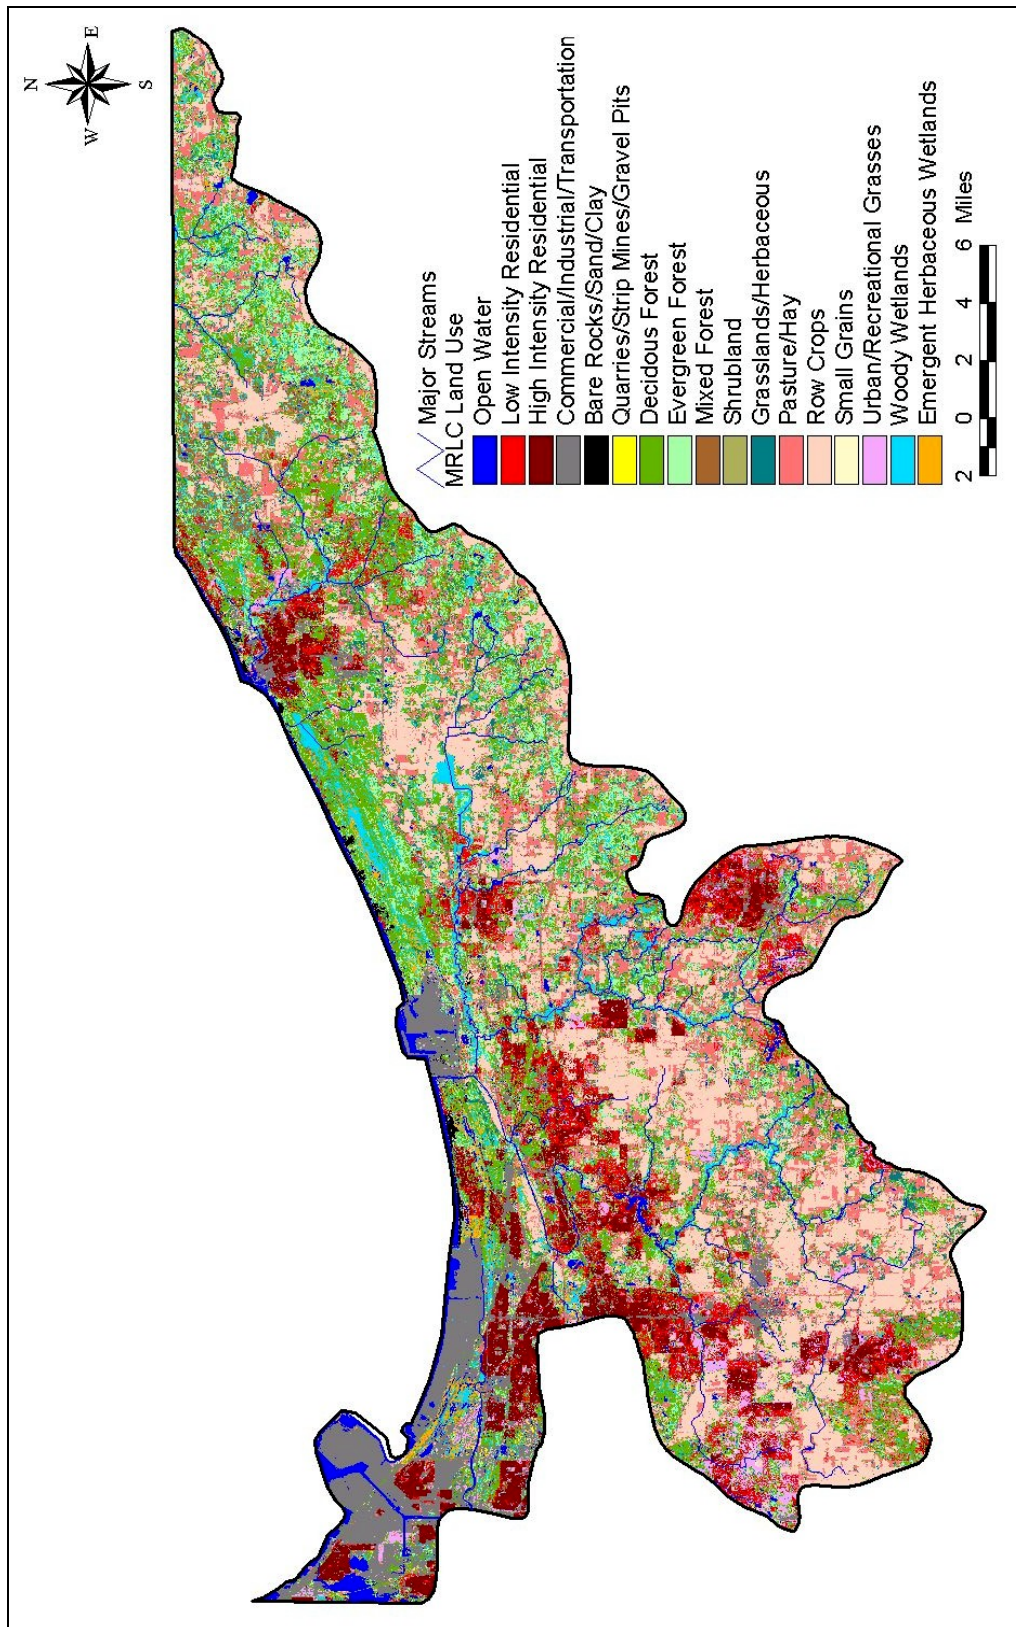 N
W E
S
Major Streams
MRLC Land Use
Open Water
Low Intensity Residential
High Intensity Residential
Commercial/Industrial/Transportation
Bare Rocks/Sand/Clay
Quarries/Strip Mines/Gravel Pits
Decidious Forest
Evergreen Forest
Mixed Forest
Shrubland
Grasslands/Herbaceous
Pasture/Hay
Row Crops
Small Grains
Urban/Recreational Grasses
Woody Wetlands
Emergent Herbaceous Wetlands
2 0 2 4 6 Miles